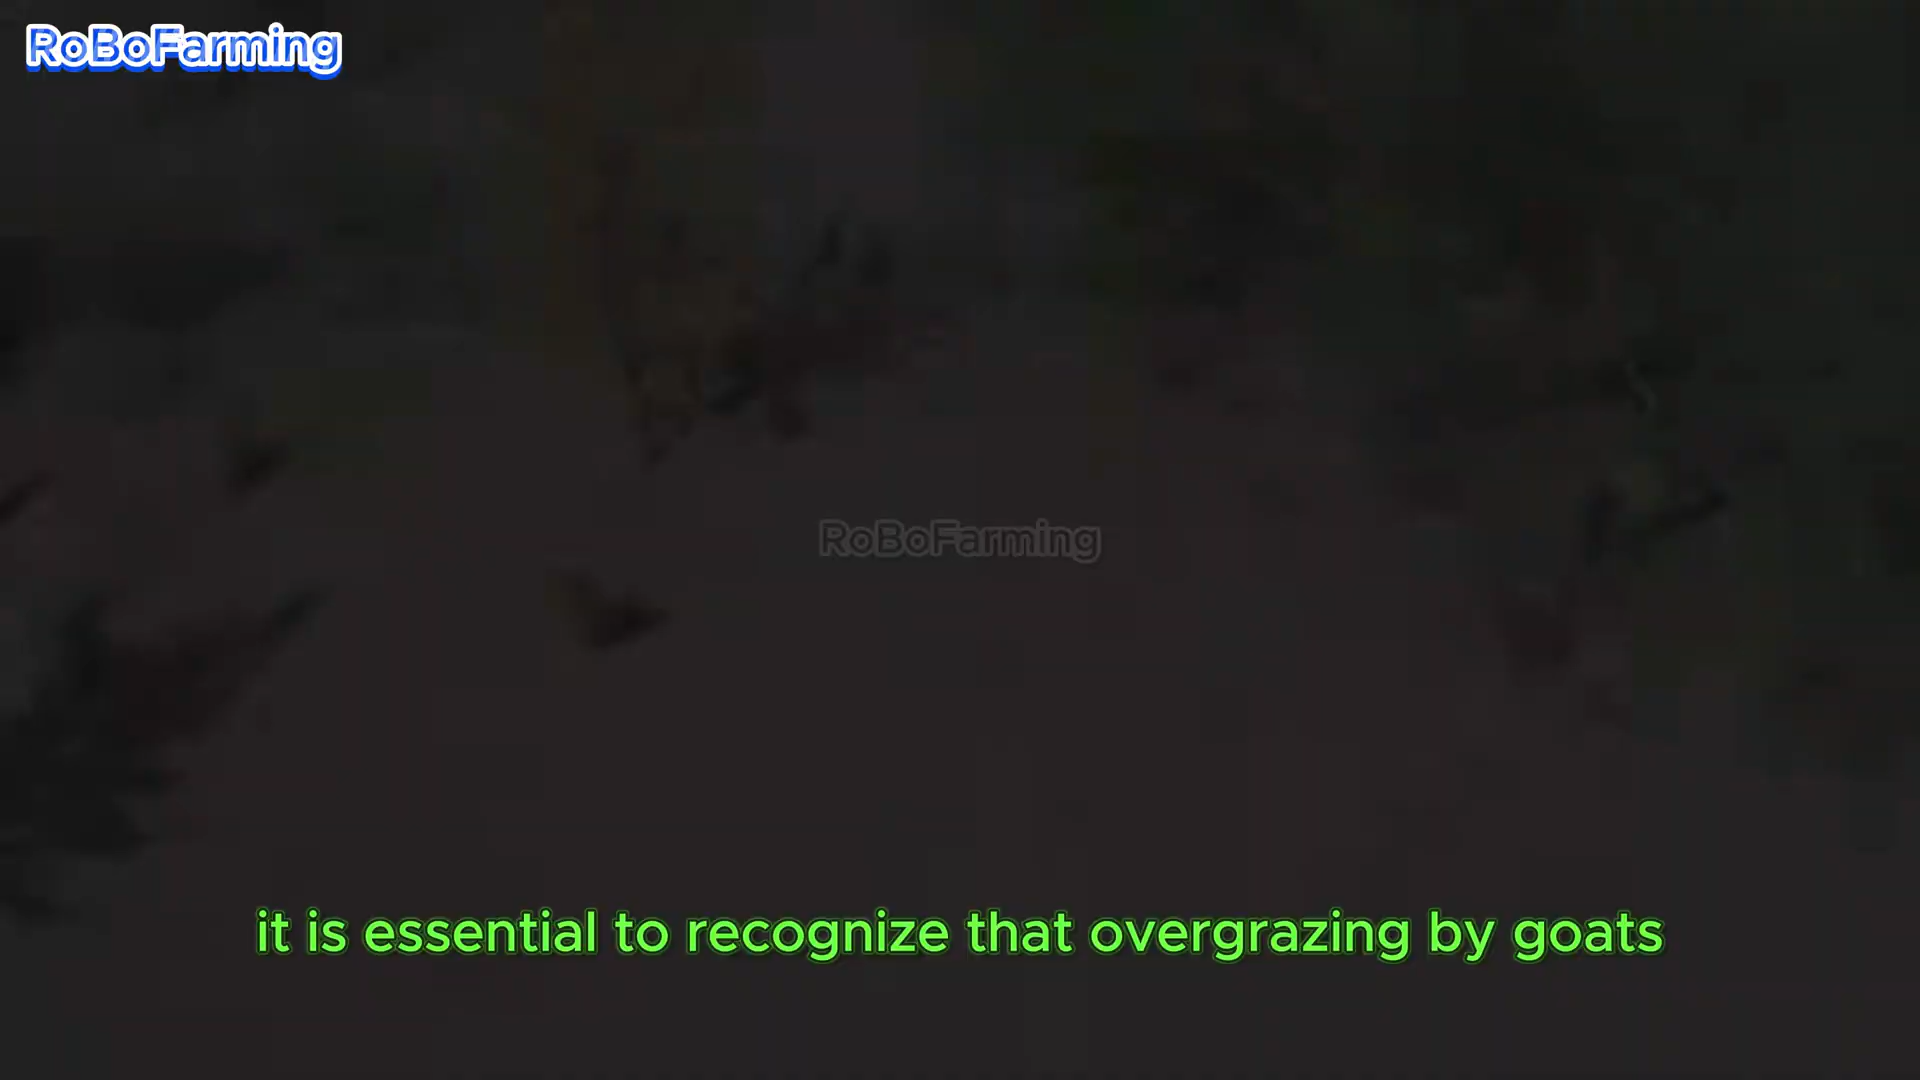 RoBoFarming
RoBoFarming
it is essential to recognize that overgrazing by goats